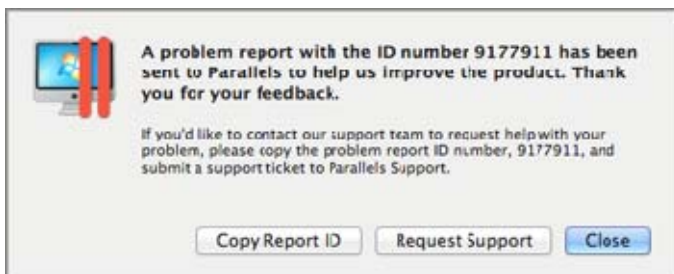 A problem report with the ID number 9177911 has been
sent to Parallels to help us improve the product. Thank
you for your feedback.
If you'd like to contact our support team to request help with your
problem, please copy the problem report ID number, 9177911, and
submit a support ticket to Parallels Support.
Copy Report ID Request Support Close